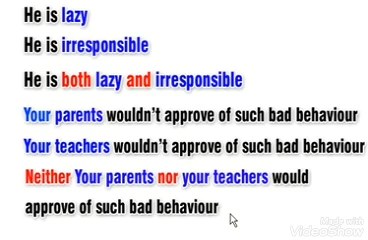 He is lazy
He is irresponsible
He is both lazy and irresponsible
Your parents wouldn't approve of such bad behaviour
Your teachers wouldn't approve of such bad behaviour
Neither Your parents nor your teachers would
approve of such bad behaviour
Made with
VideoShow